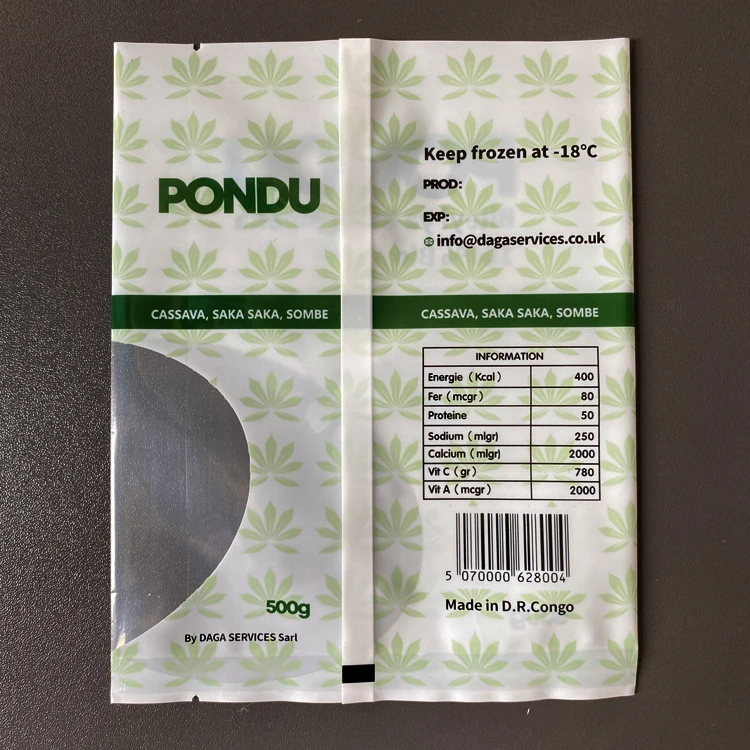 PONDU
CASSAVA, SAKA SAKA, SOMBE
500g
By DAGA SERVICES Sarl
Keep frozen at -18°C
PROD:
EXP:
info@dagaservices.co.uk
CASSAVA, SAKA SAKA, SOMBE
INFORMATION
Energie (Kcal) 400
Fer (mcgr) 80
Proteine 50
Sodium (mlgr) 250
Calcium (mlgr) 2000
Vit C (gr) 780
Vit A (mcgr) 2000
5 070000 628004
Made in D.R.Congo